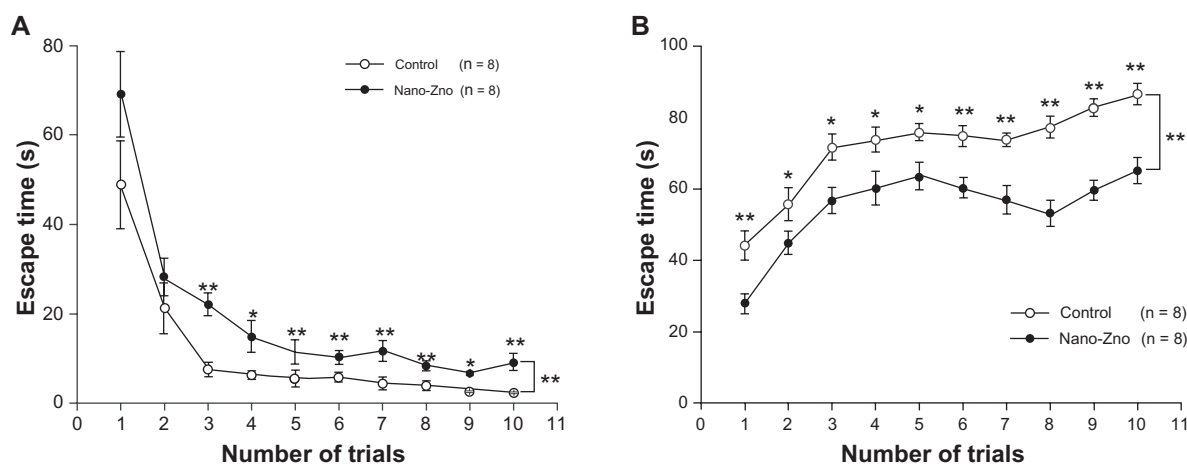 A
Escape time (s)
80
60
40
20
0
0 1 2 3 4 5 6 7 8 9 10 11
Number of trials
Control (n = 8)
Nano-Zno (n = 8)
** * ** ** ** ** * **
**
B
Escape time (s)
100
80
60
40
20
0
0 1 2 3 4 5 6 7 8 9 10 11
Number of trials
** * * * * ** ** ** ** **
**
Control (n = 8)
Nano-Zno (n = 8)